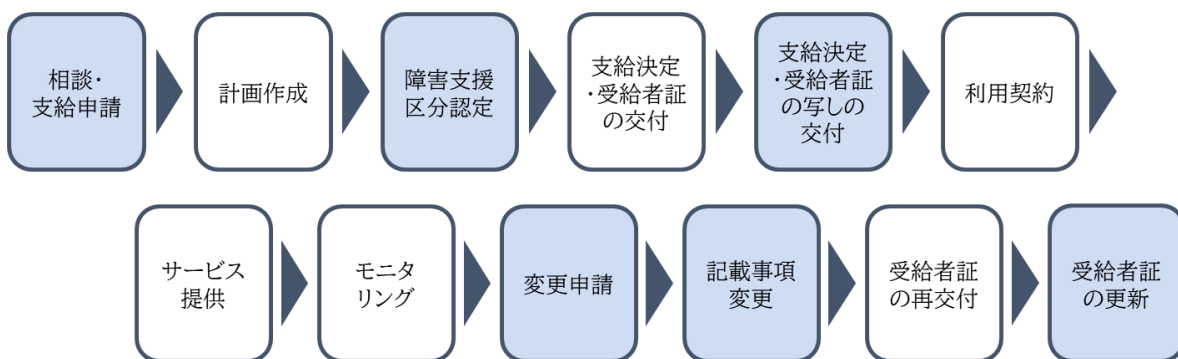 相談・
支給申請
計画作成
障害支援
区分認定
支給決定
・受給者証
の交付
支給決定
・受給者証
の写しの
交付
利用契約
サービス
提供
モニタ
リング
変更申請
記載事項
変更
受給者証
の再交付
受給者証
の更新